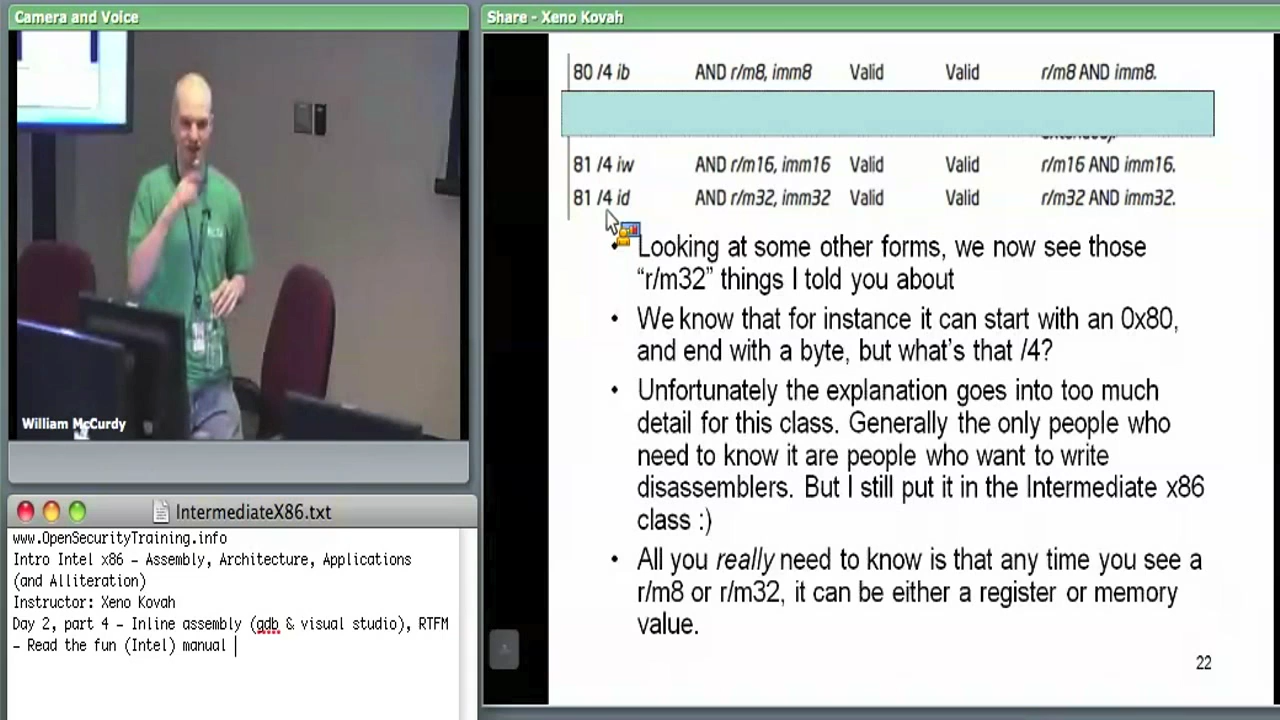 Camera and Voice
William McCurdy
IntermediateX86.txt
www.OpenSecurityTraining.info
Intro Intel x86 – Assembly, Architecture, Applications
(and Alliteration)
Instructor: Xeno Kovah
Day 2, part 4 – Inline assembly (gdb & visual studio), RTFM
– Read the fun (Intel) manual
Share - Xeno Kovah
80 /4 ib AND r/m8, imm8 Valid Valid r/m8 AND imm8.
81 /4 iw AND r/m16, imm16 Valid Valid r/m16 AND imm16.
81 /4 id AND r/m32, imm32 Valid Valid r/m32 AND imm32.
• Looking at some other forms, we now see those
“r/m32” things I told you about
• We know that for instance it can start with an 0x80,
and end with a byte, but what’s that /4?
• Unfortunately the explanation goes into too much
detail for this class. Generally the only people who
need to know it are people who want to write
disassemblers. But I still put it in the Intermediate x86
class :)
• All you really need to know is that any time you see a
r/m8 or r/m32, it can be either a register or memory
value.
22